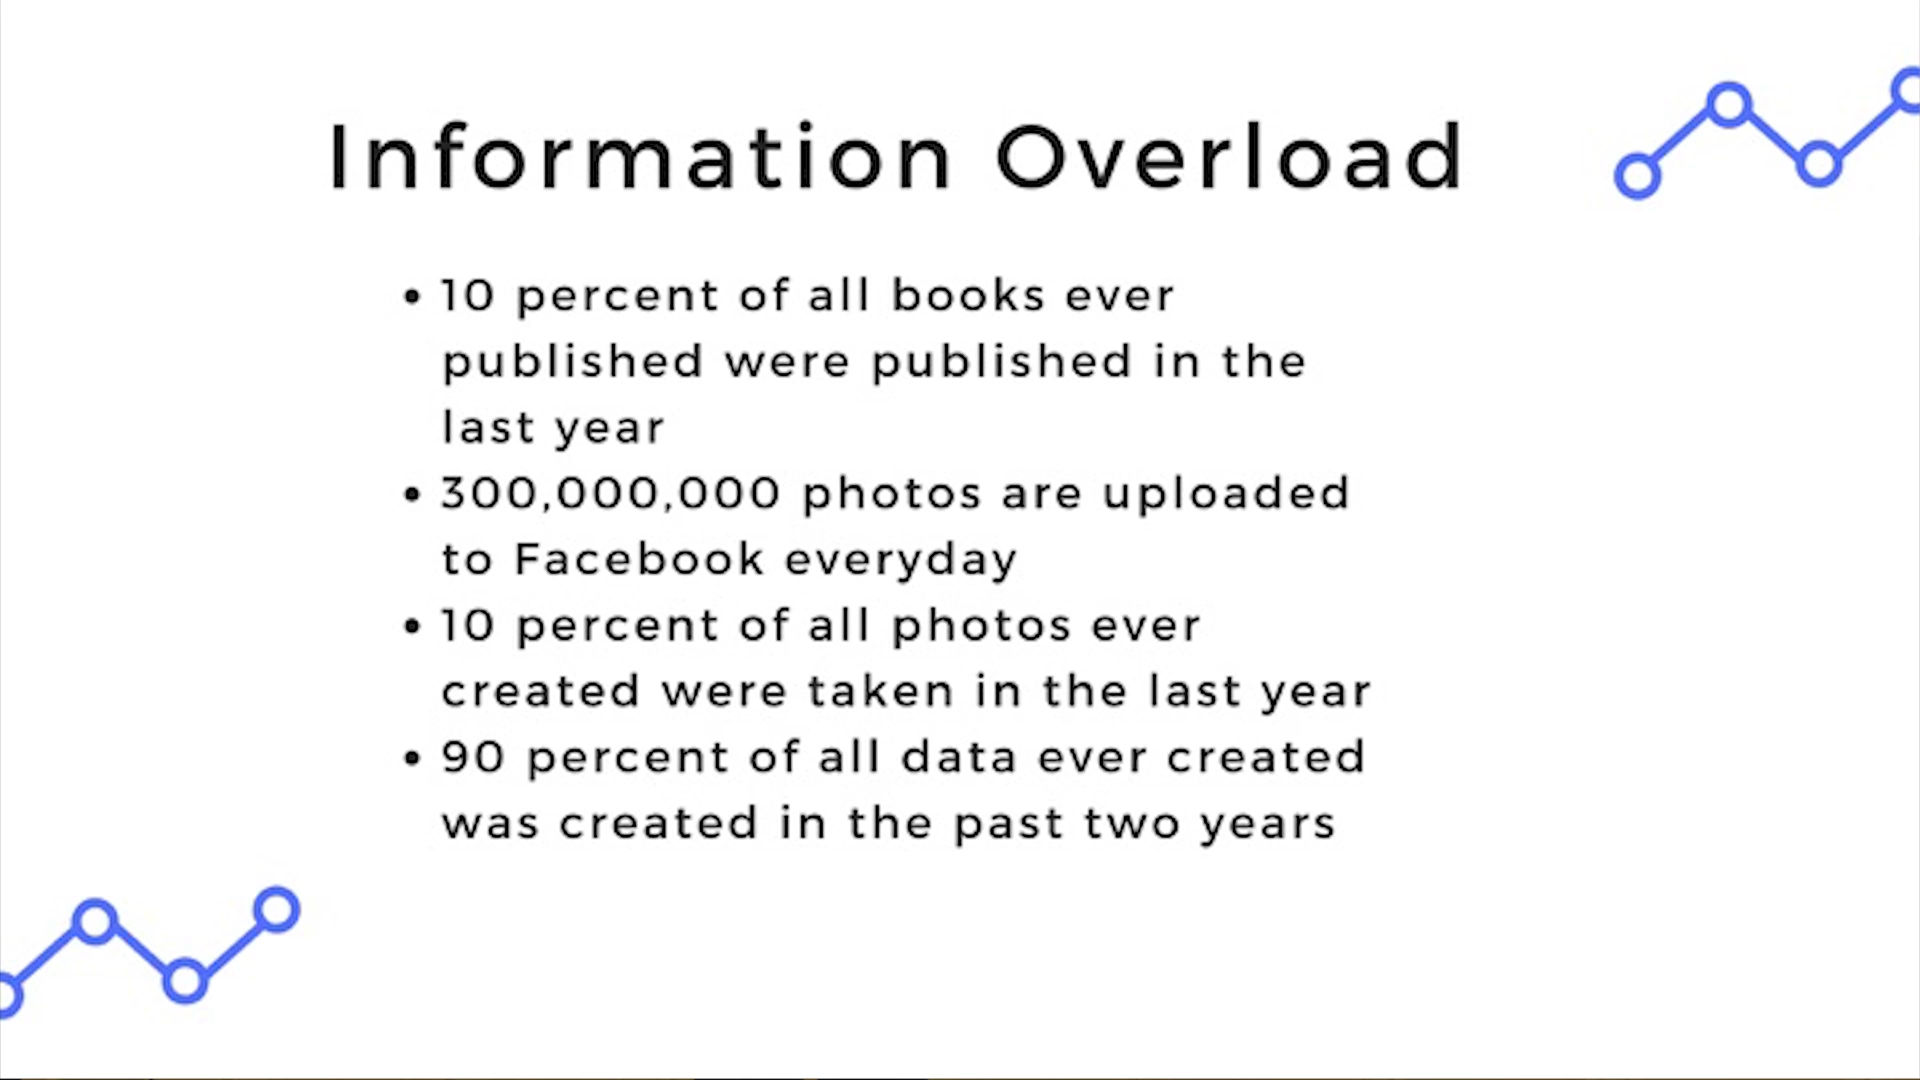 Information Overload
• 10 percent of all books ever
published were published in the
last year
• 300,000,000 photos are uploaded
to Facebook everyday
• 10 percent of all photos ever
created were taken in the last year
• 90 percent of all data ever created
was created in the past two years